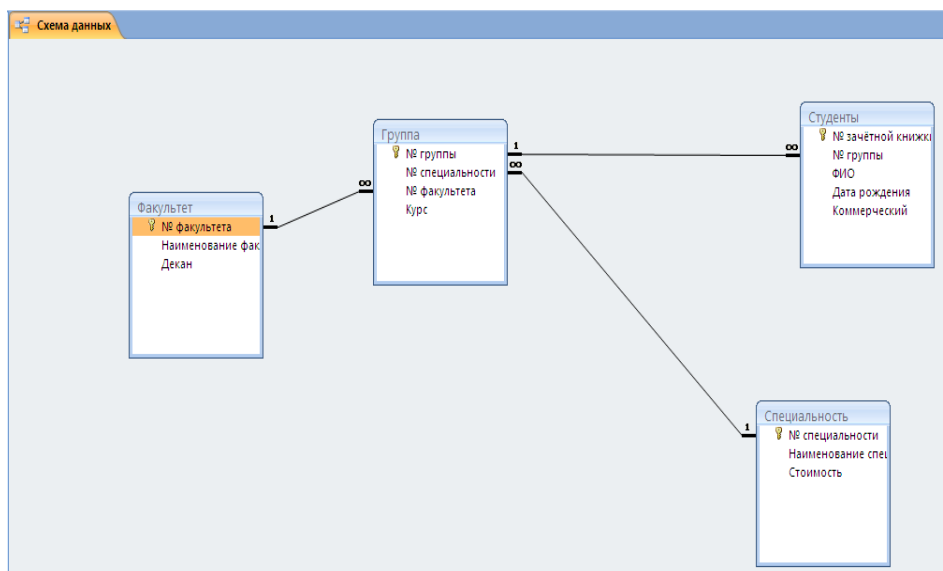 Схема данных
Факультет
№ факультета
Наименование фак
Декан
1
∞
Группа
№ группы
№ специальности
№ факультета
Курс
1
∞
∞
Студенты
№ зачётной книжки
№ группы
ФИО
Дата рождения
Коммерческий
1
Специальность
№ специальности
Наименование спец
Стоимость